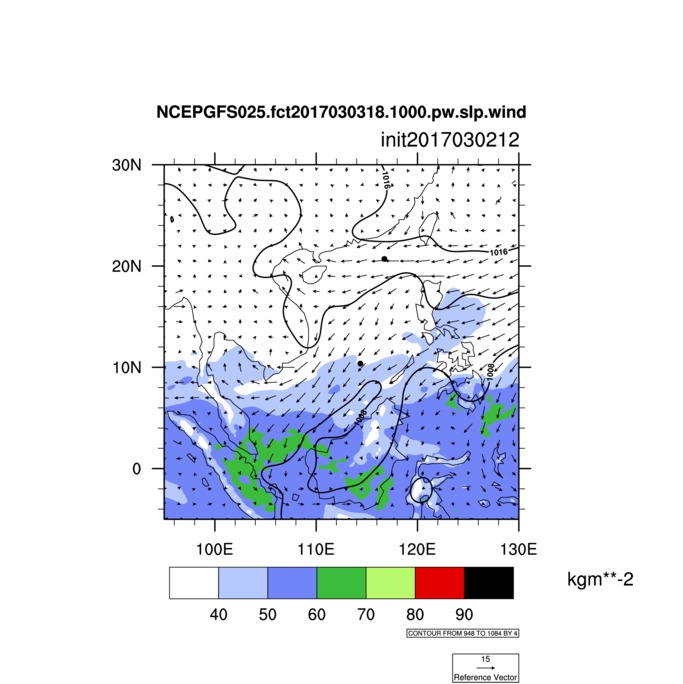 NCEPGFS025.fct2017030318.1000.pw.slp.wind
init2017030212
30N
1016
1016
20N
10N
1008
1008
0
100E 110E 120E 130E
kgm**-2
40 50 60 70 80 90
CONTOUR FROM 948 TO 1084 BY 4
15
Reference Vector